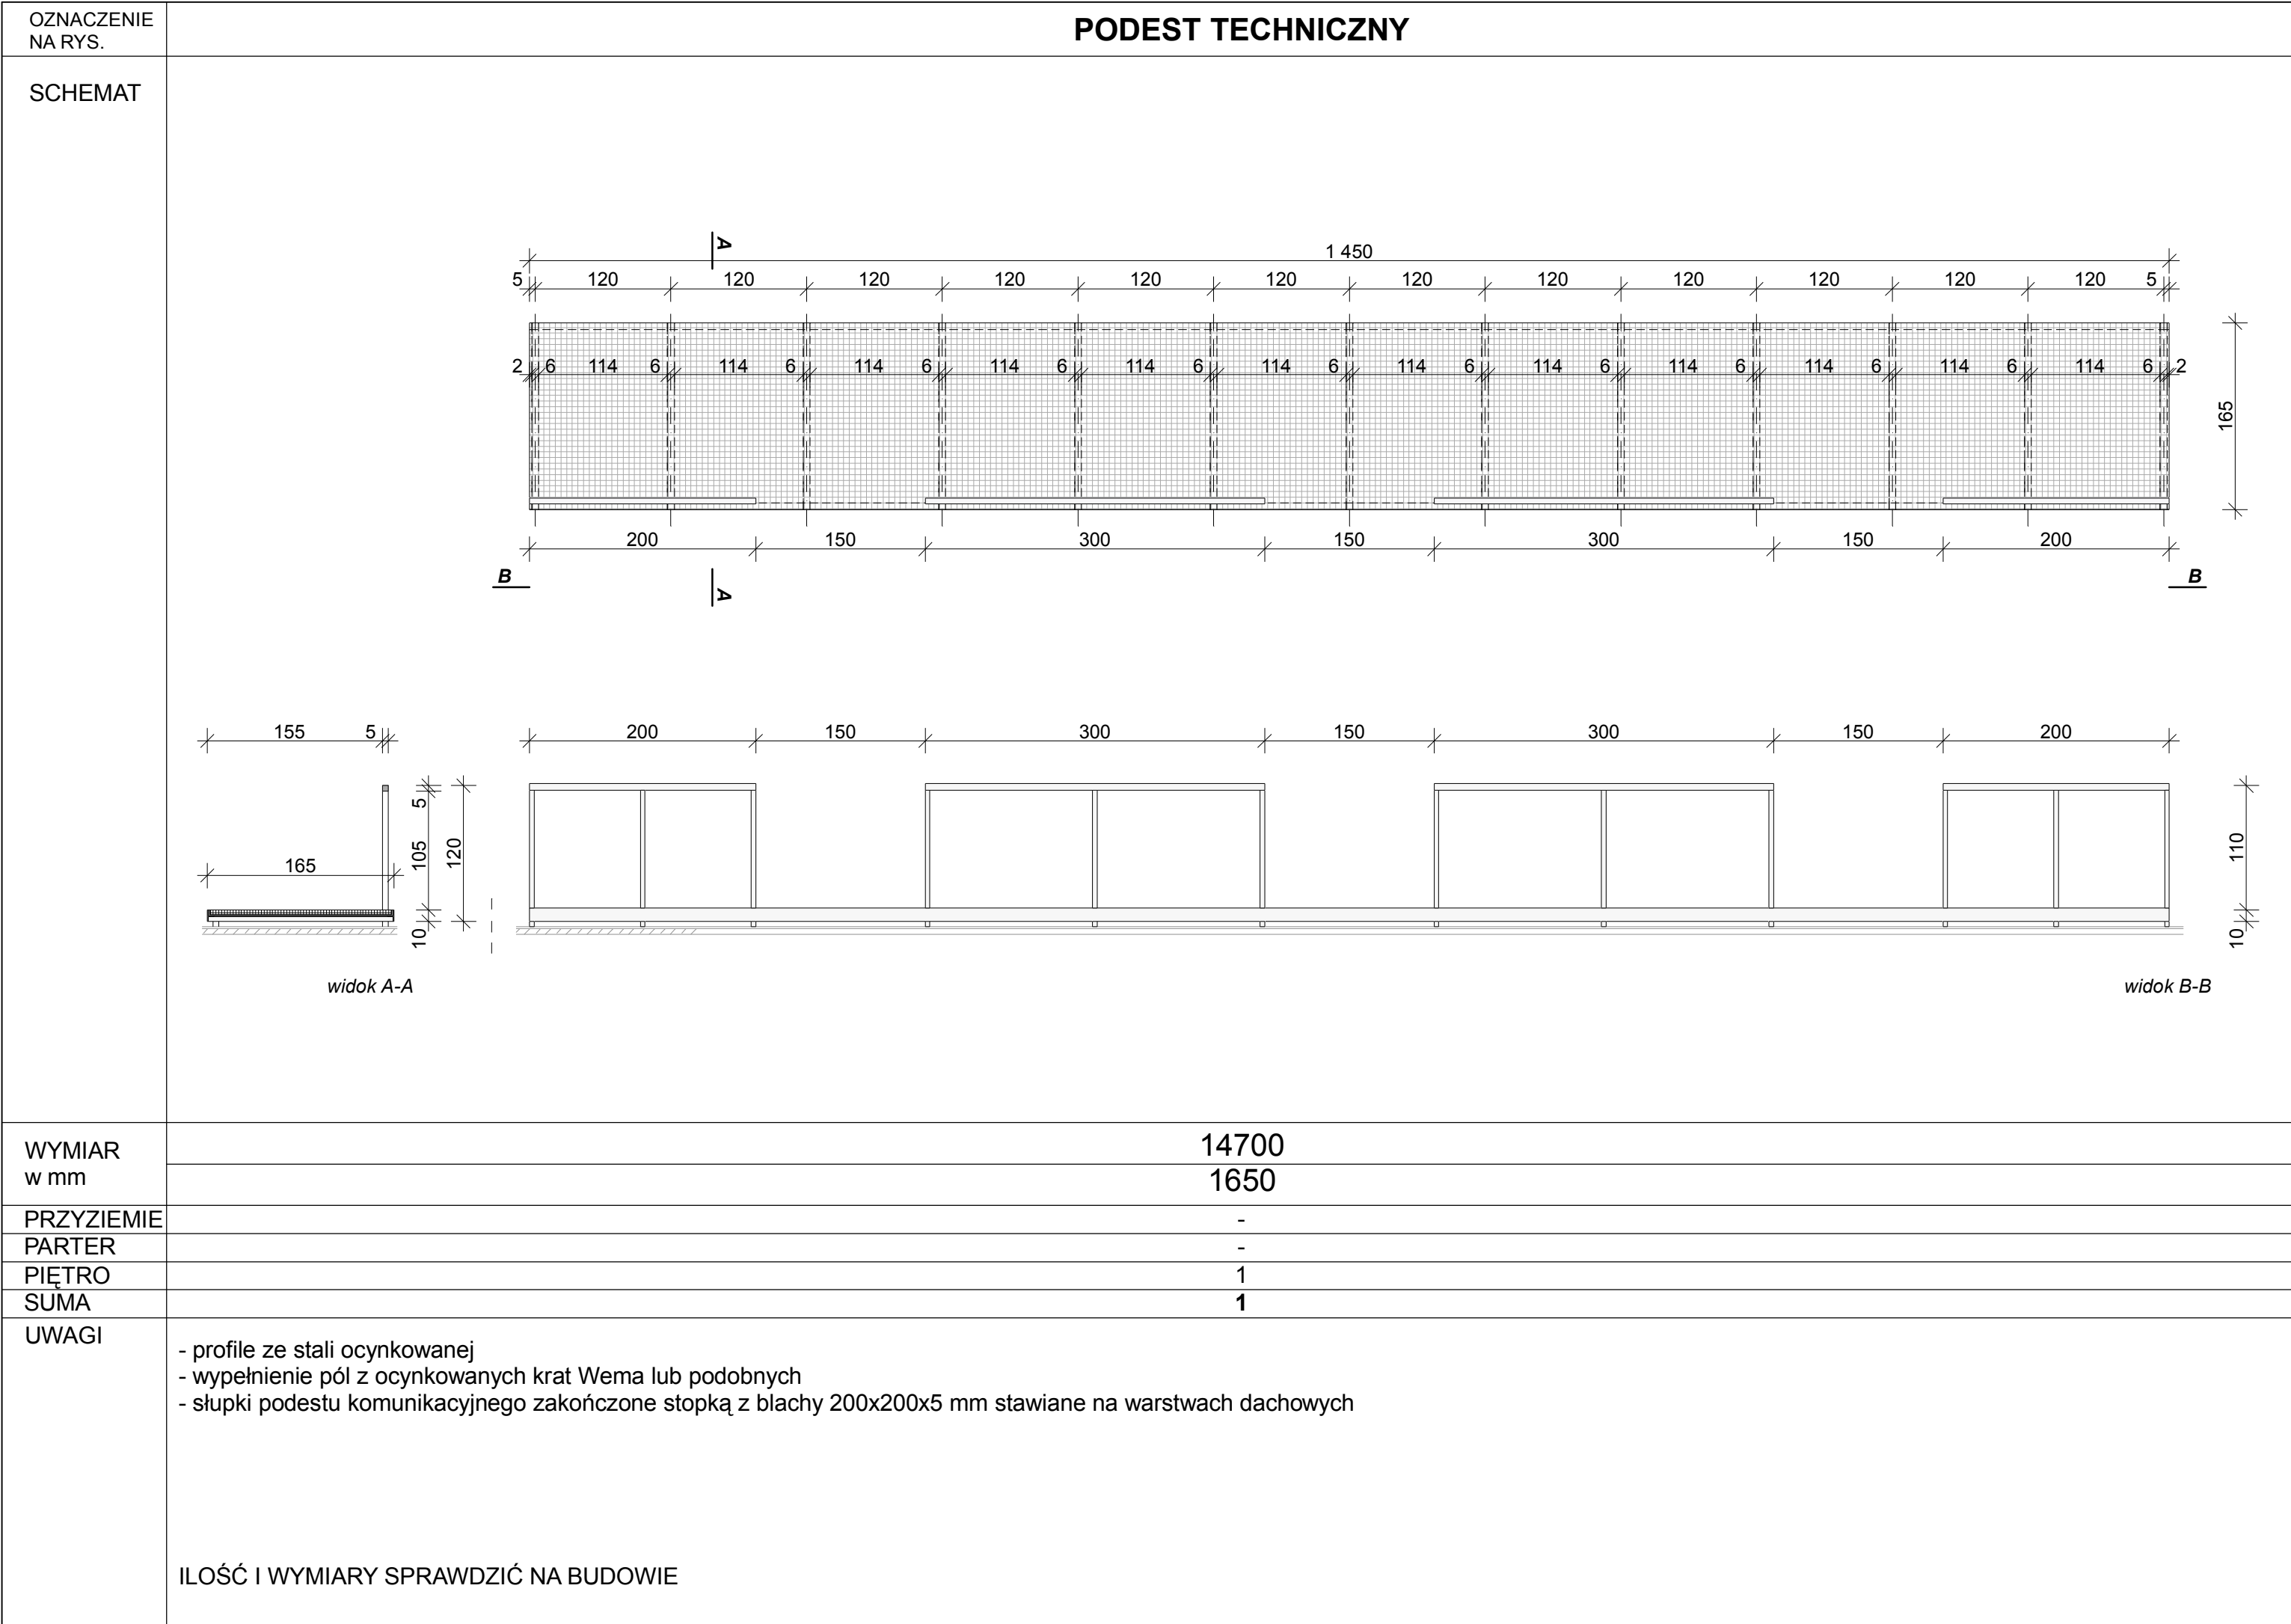 OZNACZENIE
NA RYS.
PODEST TECHNICZNY
SCHEMAT
A
1 450
5 120 120 120 120 120 120 120 120 120 120 120 120 5
2 6 114 6 114 6 114 6 114 6 114 6 114 6 114 6 114 6 114 6 114 6 114 6 114 6 2
165
200 150 300 150 300 150 200
B A B
155 5 200 150 300 150 300 150 200
5
105
120
165
10
110
10
widok A-A
widok B-B
WYMIAR
w mm
14700
1650
PRZYZIEMIE -
PARTER -
PIĘTRO 1
SUMA 1
UWAGI
- profile ze stali ocynkowanej
- wypełnienie pól z ocynkowanych krat Wema lub podobnych
- słupki podestu komunikacyjnego zakończone stopką z blachy 200x200x5 mm stawiane na warstwach dachowych
ILOŚĆ I WYMIARY SPRAWDZIĆ NA BUDOWIE